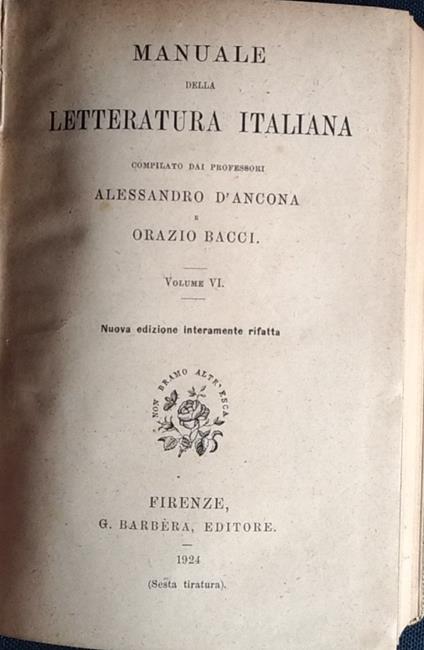 MANUALE
DELLA
LETTERATURA ITALIANA
COMPILATO DAI PROFESSORI
ALESSANDRO D'ANCONA
E
ORAZIO BACCI.
VOLUME VI.
Nuova edizione interamente rifatta
NON BRAMO ALTR' ESCA
FIRENZE,
G. BARBÈRA, EDITORE.
1924
(Sesta tiratura).